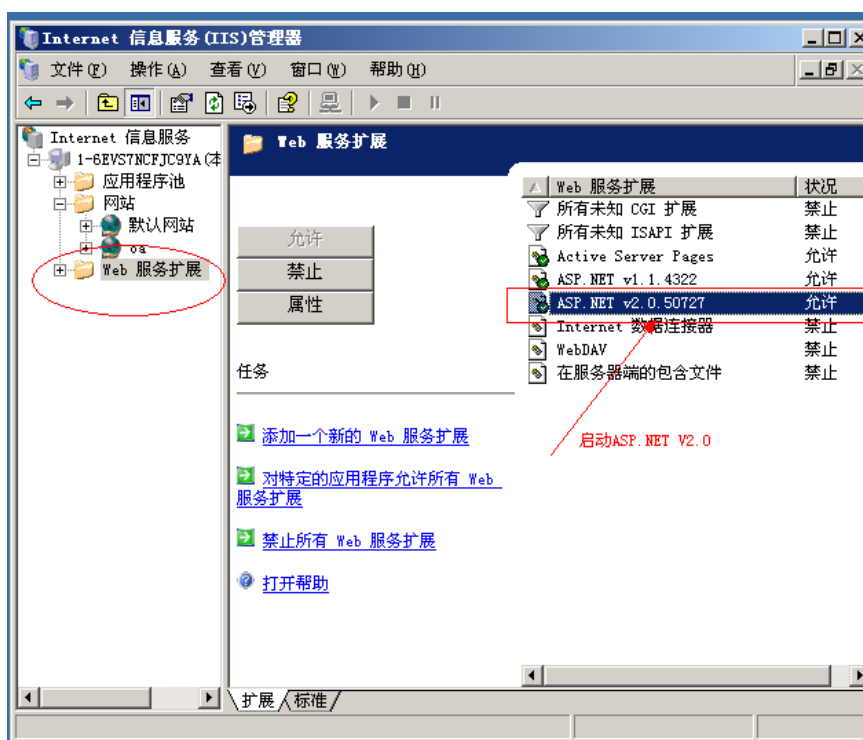 Internet 信息服务(IIS)管理器
文件(F) 操作(A) 查看(V) 窗口(W) 帮助(H)
Internet 信息服务
1-6EVS7NCFJC9YA(本
应用程序池
网站
默认网站
oa
Web 服务扩展
Web 服务扩展
允许
禁止
属性
任务
添加一个新的 Web 服务扩展
对特定的应用程序允许所有 Web
服务扩展
禁止所有 Web 服务扩展
打开帮助
Web 服务扩展 状况
所有未知 CGI 扩展 禁止
所有未知 ISAPI 扩展 禁止
Active Server Pages 允许
ASP.NET v1.1.4322 允许
ASP.NET v2.0.50727 允许
Internet 数据连接器 禁止
WebDAV 禁止
在服务器端的包含文件 禁止
启动ASP.NET V2.0
扩展 标准